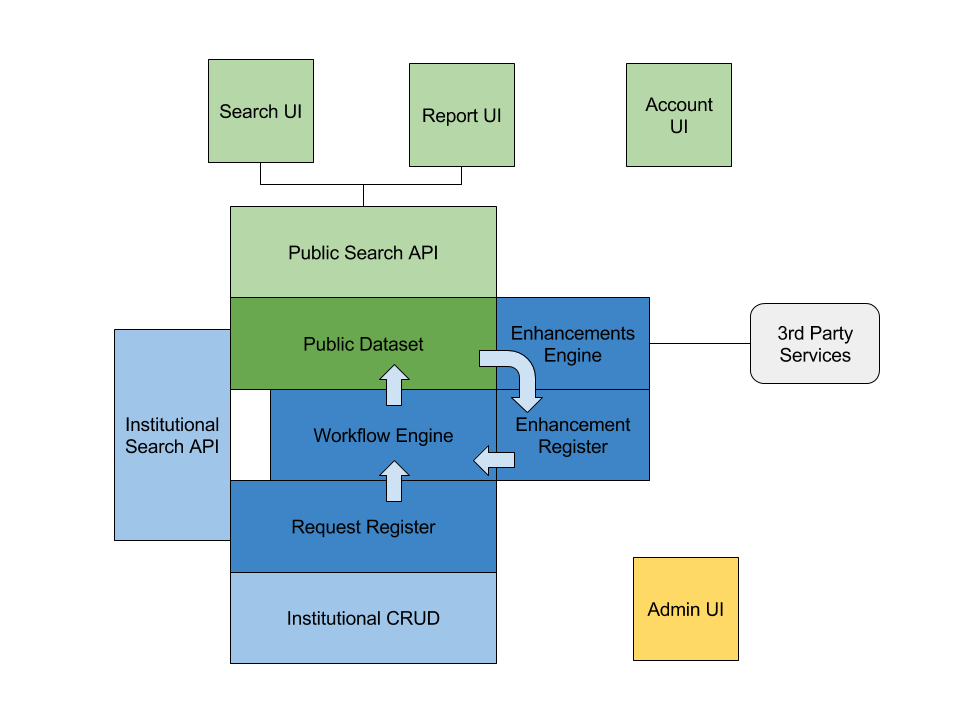 Search UI
Report UI
Account
UI
Public Search API
Public Dataset
Enhancements
Engine
3rd Party
Services
Institutional
Search API
Workflow Engine
Enhancement
Register
Request Register
Institutional CRUD
Admin UI